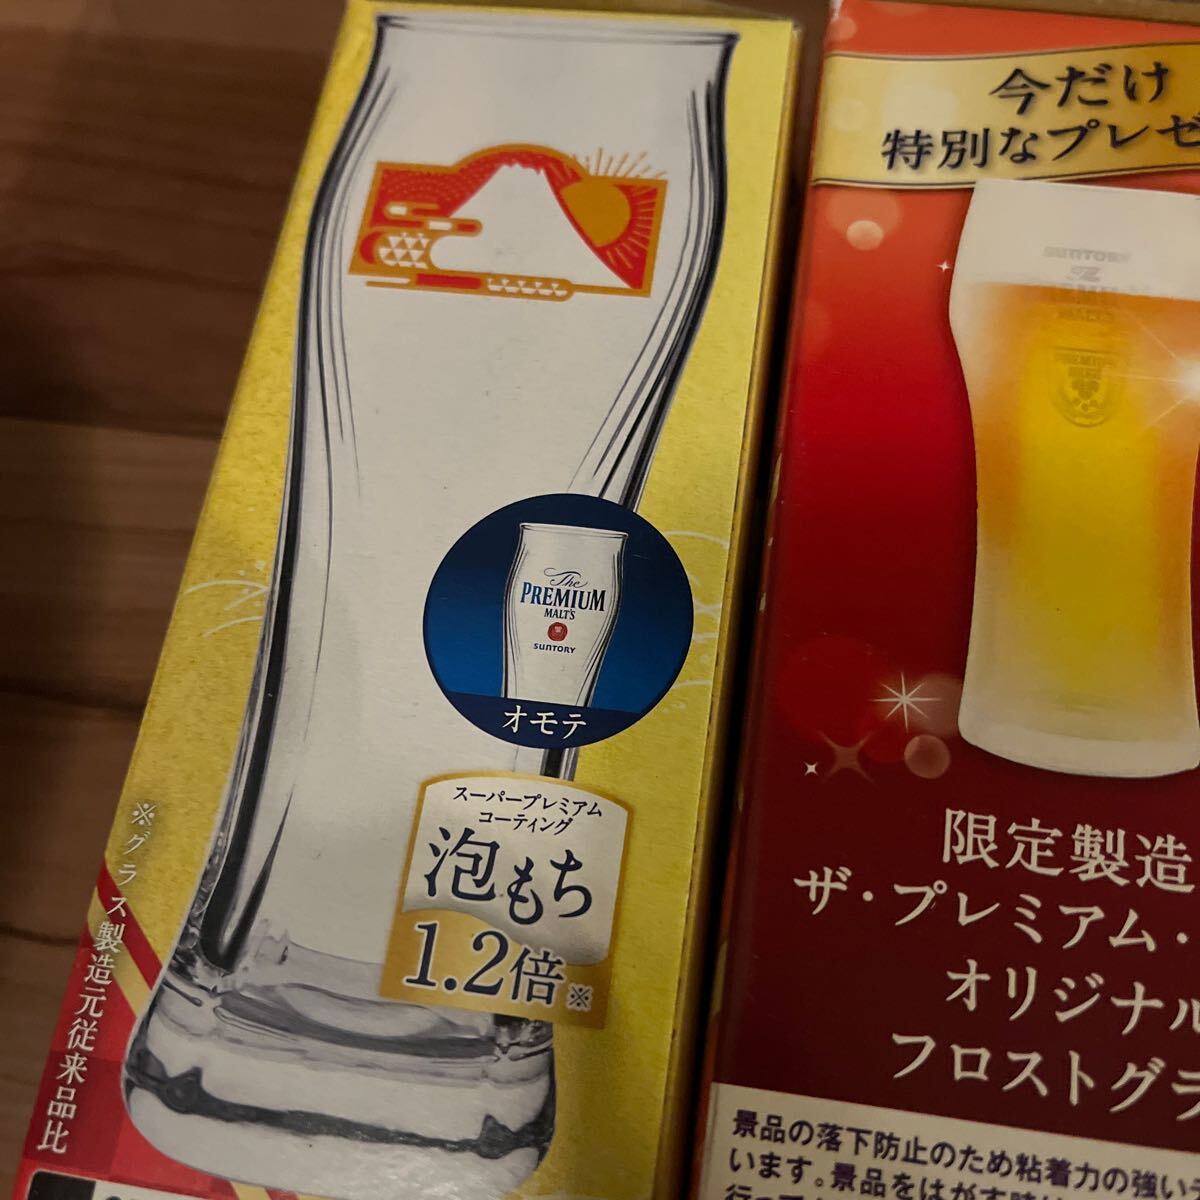 The
PREMIUM
MALT'S
SUNTORY
オモテ
スーパープレミアム
コーティング
泡もち
1.2倍※
※グラス製造元従来品比
今だけ
特別なプレゼ
SUNTORY
The
PREMIUM
限定製造
ザ・プレミアム・
オリジナル
フロストグラ
景品の落下防止のため粘着力の強い
います。景品をはがす